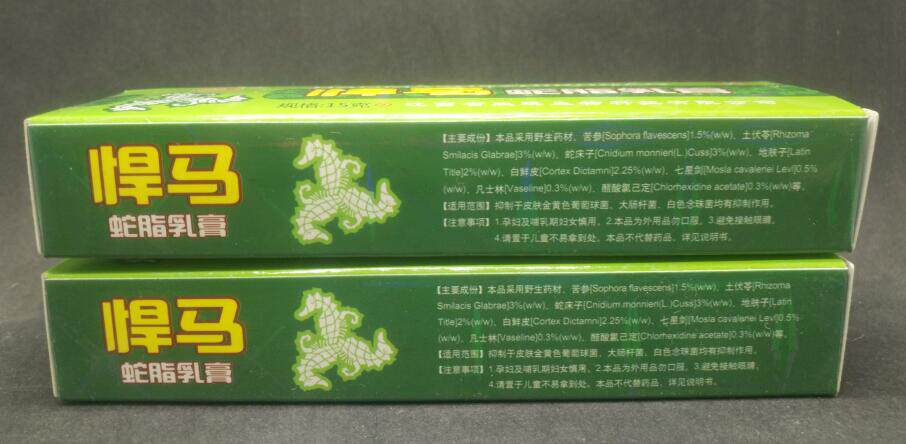 悍马 蛇脂乳膏
规格:15克 江西省
悍马
蛇脂乳膏
【主要成份】本品采用野生药材、苦参[Sophora flavescens]1.5%(w/w)、土伏苓[Rhizoma
Smilacis Glabrae]3%(w/w)、蛇床子[Cnidium monnieri(L.)Cuss]3%(w/w)、地肤子[Latin
Title]2%(w/w)、白鲜皮[Cortex Dictamni]2.25%(w/w)、七星剑[Mosla cavaleriei Levl]0.5%
(w/w)、凡士林[Vaseline]0.3%(w/w)、醋酸氯己定[Chlorhexidine acetate]0.3%(w/w)等。
【适用范围】抑制于皮肤金黄色葡萄球菌、大肠杆菌、白色念珠菌均有抑制作用。
【注意事项】1.孕妇及哺乳期妇女慎用。2.本品为外用品勿口服。3.避免接触眼睛。
4.请置于儿童不易拿到处。本品不代替药品、详见说明书。
悍马
蛇脂乳膏
【主要成份】本品采用野生药材、苦参[Sophora flavescens]1.5%(w/w)、土伏苓[Rhizoma
Smilacis Glabrae]3%(w/w)、蛇床子[Cnidium monnieri(L.)Cuss]3%(w/w)、地肤子[Latin
Title]2%(w/w)、白鲜皮[Cortex Dictamni]2.25%(w/w)、七星剑[Mosla cavaleriei Levl]0.5%
(w/w)、凡士林[Vaseline]0.3%(w/w)、醋酸氯己定[Chlorhexidine acetate]0.3%(w/w)等。
【适用范围】抑制于皮肤金黄色葡萄球菌、大肠杆菌、白色念珠菌均有抑制作用。
【注意事项】1.孕妇及哺乳期妇女慎用。2.本品为外用品勿口服。3.避免接触眼睛。
4.请置于儿童不易拿到处。本品不代替药品、详见说明书。